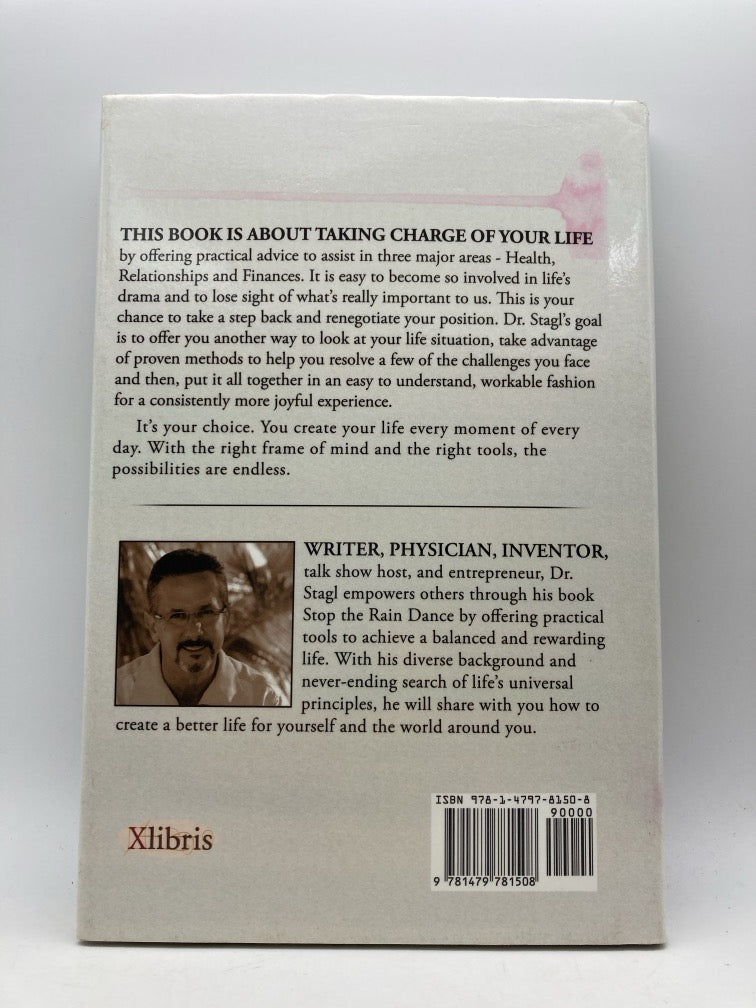 THIS BOOK IS ABOUT TAKING CHARGE OF YOUR LIFE
by offering practical advice to assist in three major areas - Health,
Relationships and Finances. It is easy to become so involved in life's
drama and to lose sight of what's really important to us. This is your
chance to take a step back and renegotiate your position. Dr. Stagl's goal
is to offer you another way to look at your life situation, take advantage
of proven methods to help you resolve a few of the challenges you face
and then, put it all together in an easy to understand, workable fashion
for a consistently more joyful experience.
It's your choice. You create your life every moment of every
day. With the right frame of mind and the right tools, the
possibilities are endless.
WRITER, PHYSICIAN, INVENTOR,
talk show host, and entrepreneur, Dr.
Stagl empowers others through his book
Stop the Rain Dance by offering practical
tools to achieve a balanced and rewarding
life. With his diverse background and
never-ending search of life's universal
principles, he will share with you how to
create a better life for yourself and the world around you.
Xlibris
ISBN 978-1-4797-8150-8
90000
9 781479 781508